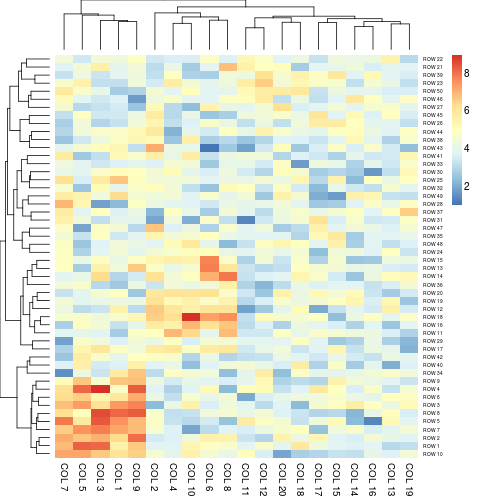 ROW 22
ROW 21
ROW 39
ROW 23
ROW 50
ROW 46
ROW 27
ROW 45
ROW 26
ROW 44
ROW 38
ROW 43
ROW 41
ROW 33
ROW 30
ROW 25
ROW 32
ROW 49
ROW 28
ROW 37
ROW 31
ROW 47
ROW 35
ROW 48
ROW 24
ROW 15
ROW 13
ROW 14
ROW 36
ROW 20
ROW 19
ROW 12
ROW 18
ROW 16
ROW 11
ROW 29
ROW 17
ROW 42
ROW 40
ROW 34
ROW 9
ROW 4
ROW 6
ROW 3
ROW 8
ROW 5
ROW 7
ROW 2
ROW 1
ROW 10
8
6
4
2
COL 7
COL 5
COL 3
COL 1
COL 9
COL 2
COL 4
COL 10
COL 6
COL 8
COL 11
COL 12
COL 20
COL 18
COL 17
COL 15
COL 14
COL 16
COL 13
COL 19